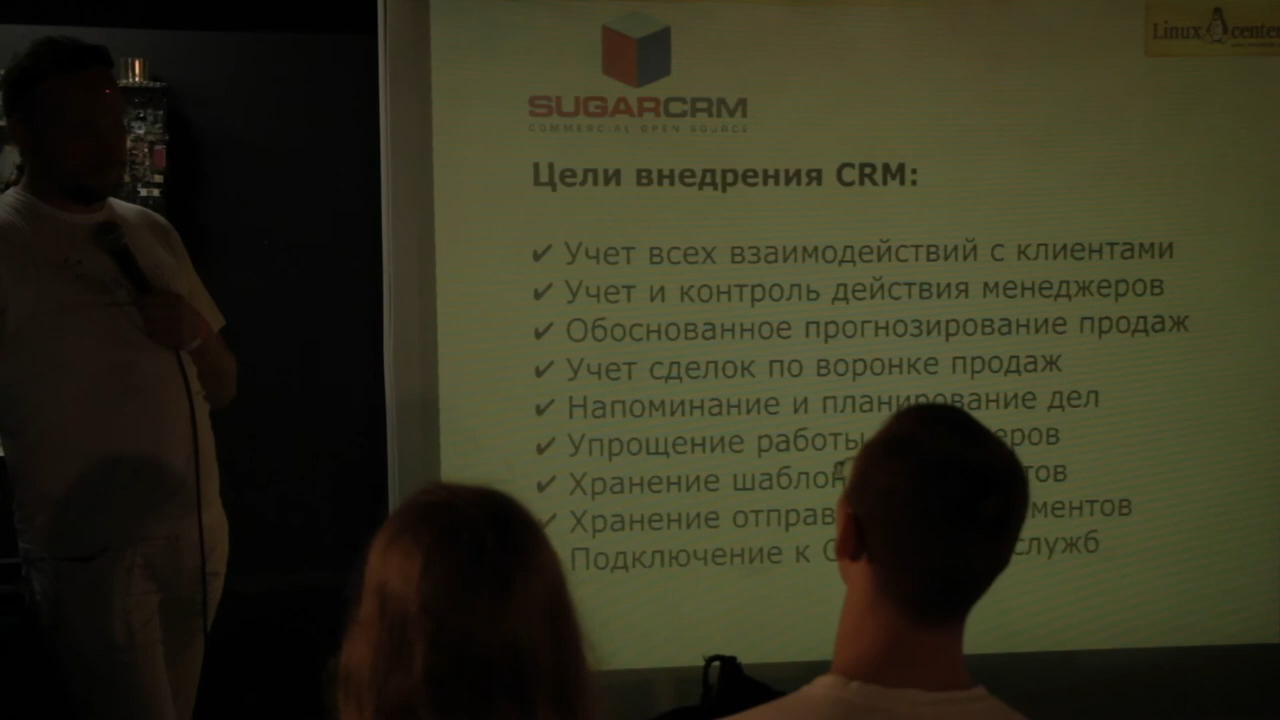 Linux center
SUGARCRM
COMMERCIAL OPEN SOURCE
Цели внедрения CRM:
✔ Учет всех взаимодействий с клиентами
✔ Учет и контроль действия менеджеров
✔ Обоснованное прогнозирование продаж
✔ Учет сделок по воронке продаж
✔ Напоминание и планирование дел
✔ Упрощение работы
✔ Хранение
✔ Хранение
Подключение к служб